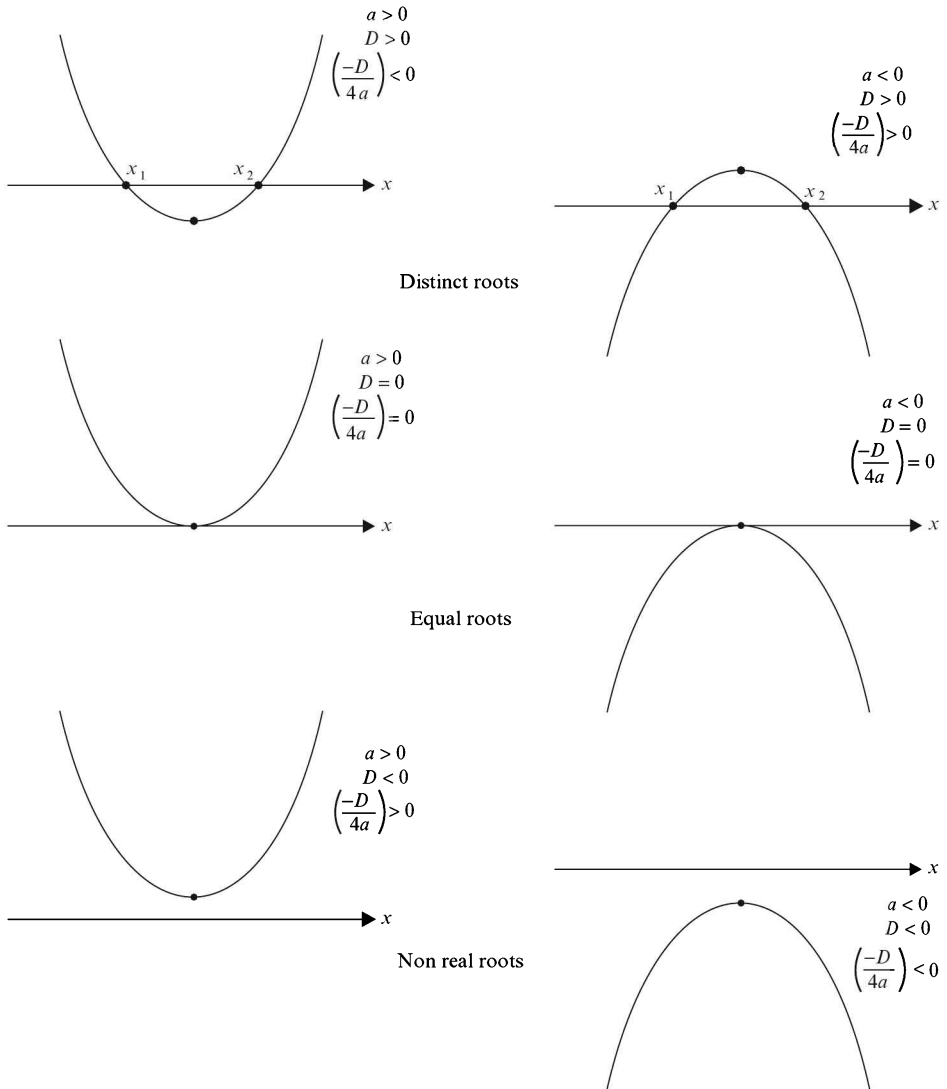 a > 0
D > 0
(-D/4a) < 0
x₁
x₂
x
a < 0
D > 0
(-D/4a) > 0
x₁
x₂
x
Distinct roots
a > 0
D = 0
(-D/4a) = 0
x
a < 0
D = 0
(-D/4a) = 0
x
Equal roots
a > 0
D < 0
(-D/4a) > 0
x
x
a < 0
D < 0
(-D/4a) < 0
Non real roots